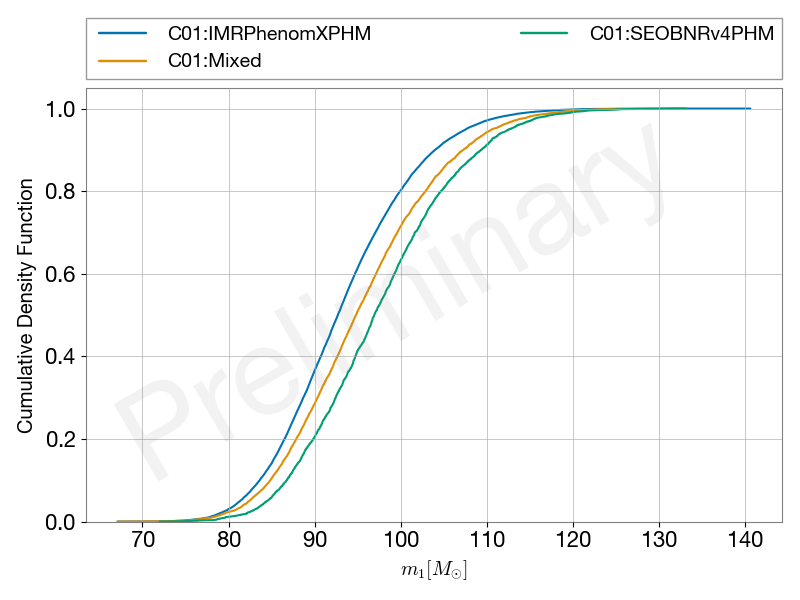 C01:IMRPhenomXPHM
C01:Mixed
C01:SEOBNRv4PHM
1.0
0.8
0.6
0.4
0.2
0.0
Cumulative Density Function
Preliminary
70 80 90 100 110 120 130 140
m₁[M⊙]